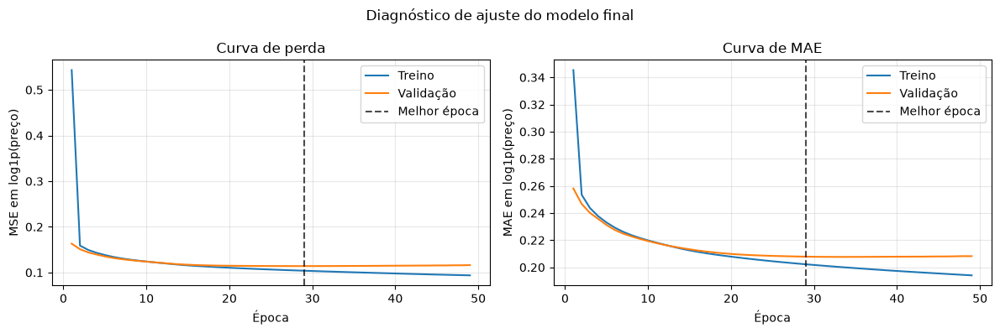 Diagnóstico de ajuste do modelo final
Curva de perda
MSE em log1p(preço)
0.5
0.4
0.3
0.2
0.1
0 10 20 30 40 50
Época
Treino
Validação
Melhor época
Curva de MAE
MAE em log1p(preço)
0.34
0.32
0.30
0.28
0.26
0.24
0.22
0.20
0 10 20 30 40 50
Época
Treino
Validação
Melhor época